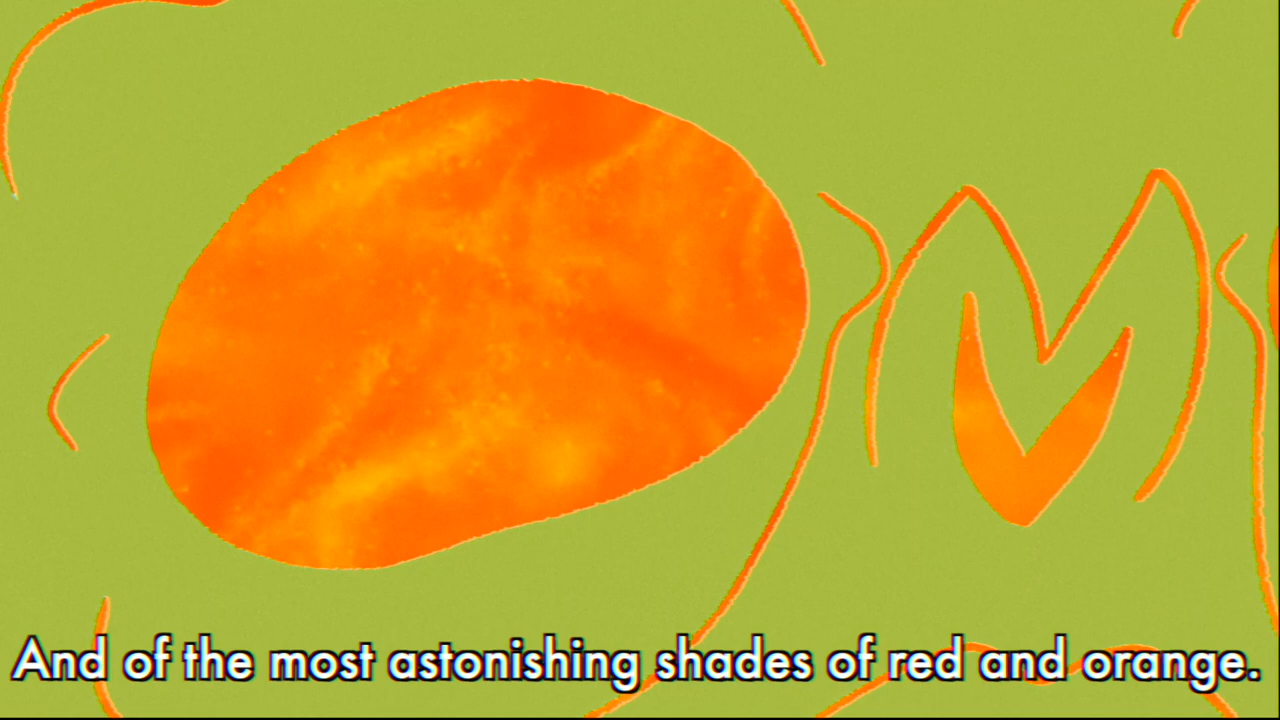 And of the most astonishing shades of red and orange.